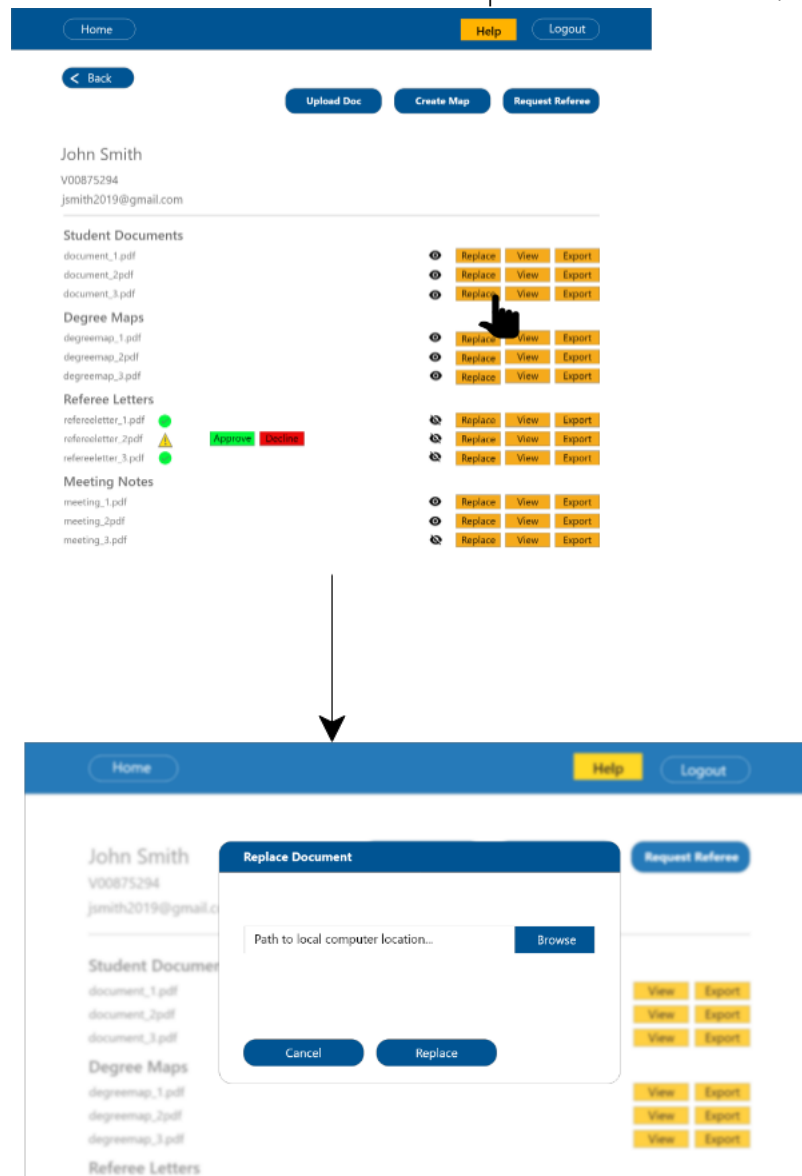 Home Help Logout
< Back
Upload Doc Create Map Request Referee
John Smith
V00875294
jsmith2019@gmail.com
Student Documents
document_1.pdf Replace View Export
document_2pdf Replace View Export
document_3.pdf Replace View Export
Degree Maps
degreemap_1.pdf Replace View Export
degreemap_2pdf Replace View Export
degreemap_3.pdf Replace View Export
Referee Letters
refereeletter_1.pdf Replace View Export
refereeletter_2pdf Approve Decline Replace View Export
refereeletter_3.pdf Replace View Export
Meeting Notes
meeting_1.pdf Replace View Export
meeting_2pdf Replace View Export
meeting_3.pdf Replace View Export
Home Help Logout
John Smith Replace Document Request Referee
V00875294
jsmith2019@gmail.c
Path to local computer location... Browse
Student Documen
document_1.pdf View Export
document_2pdf View Export
document_3.pdf View Export
Cancel Replace
Degree Maps
degreemap_1.pdf View Export
degreemap_2pdf View Export
degreemap_3.pdf View Export
Referee Letters